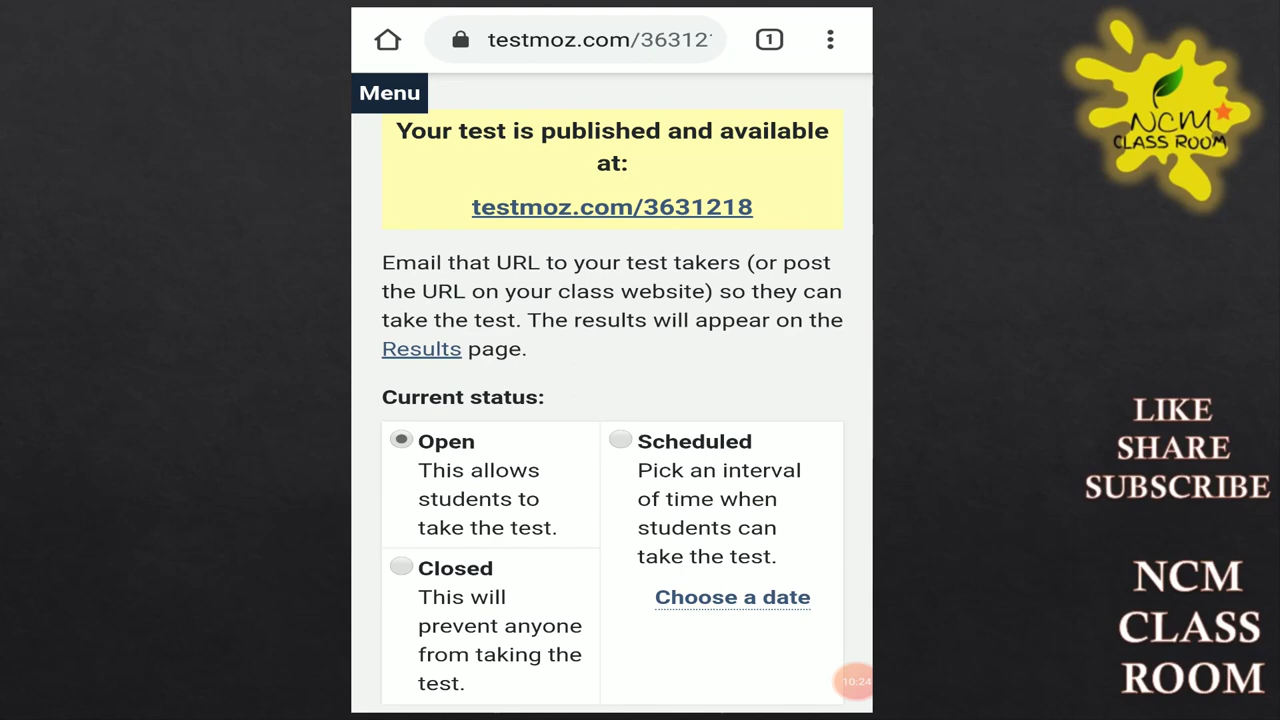 testmoz.com/36312
1
Menu
Your test is published and available
at:
testmoz.com/3631218
Email that URL to your test takers (or post
the URL on your class website) so they can
take the test. The results will appear on the
Results page.
Current status:
Open
This allows
students to
take the test.
Closed
This will
prevent anyone
from taking the
test.
Scheduled
Pick an interval
of time when
students can
take the test.
Choose a date
10:24
NCM
CLASS ROOM
LIKE
SHARE
SUBSCRIBE
NCM
CLASS
ROOM